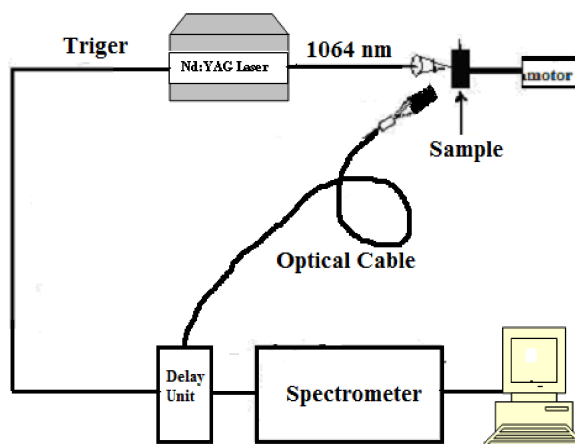 Triger
Nd:YAG Laser
1064 nm
motor
Sample
Optical Cable
Delay
Unit
Spectrometer